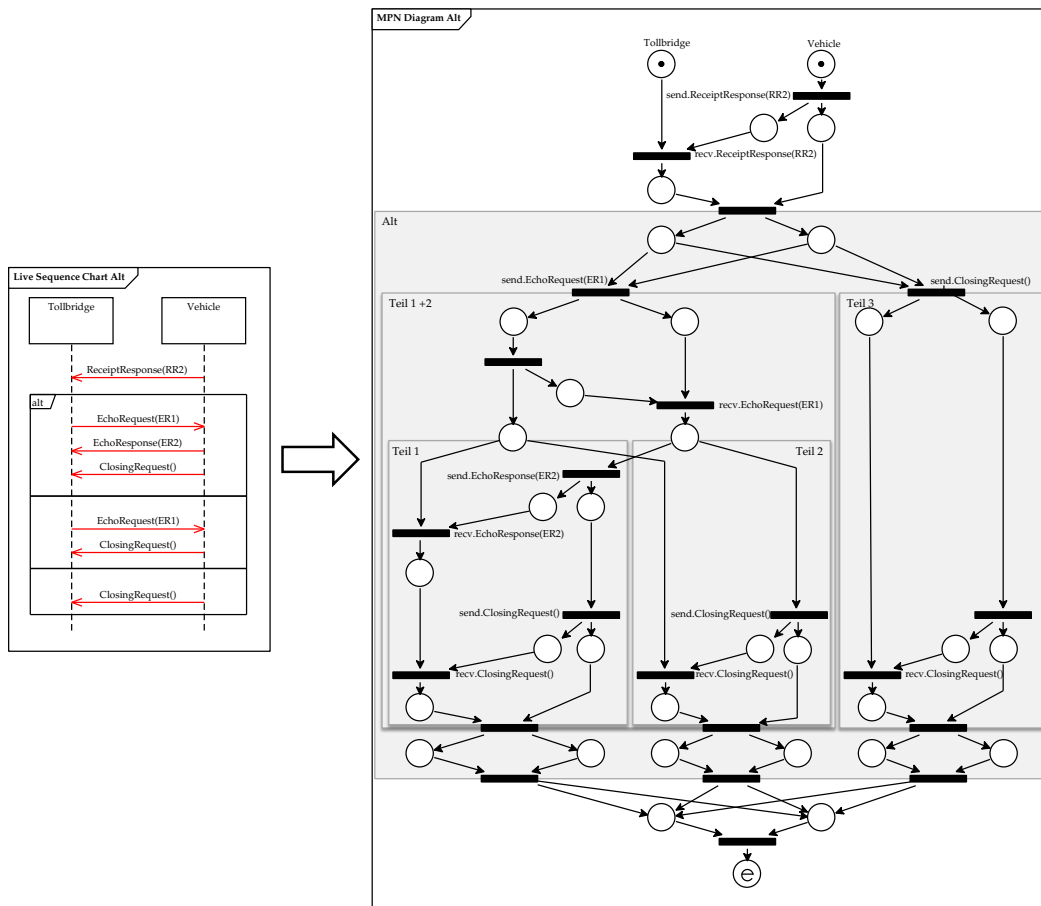 Live Sequence Chart Alt
Tollbridge
Vehicle
ReceiptResponse(RR2)
alt
EchoRequest(ER1)
EchoResponse(ER2)
ClosingRequest()
EchoRequest(ER1)
ClosingRequest()
ClosingRequest()
MPN Diagram Alt
Tollbridge
Vehicle
send.ReceiptResponse(RR2)
recv.ReceiptResponse(RR2)
Alt
send.EchoRequest(ER1)
send.ClosingRequest()
Teil 1 +2
Teil 3
recv.EchoRequest(ER1)
Teil 1
Teil 2
send.EchoResponse(ER2)
recv.EchoResponse(ER2)
send.ClosingRequest()
send.ClosingRequest()
recv.ClosingRequest()
recv.ClosingRequest()
recv.ClosingRequest()
e